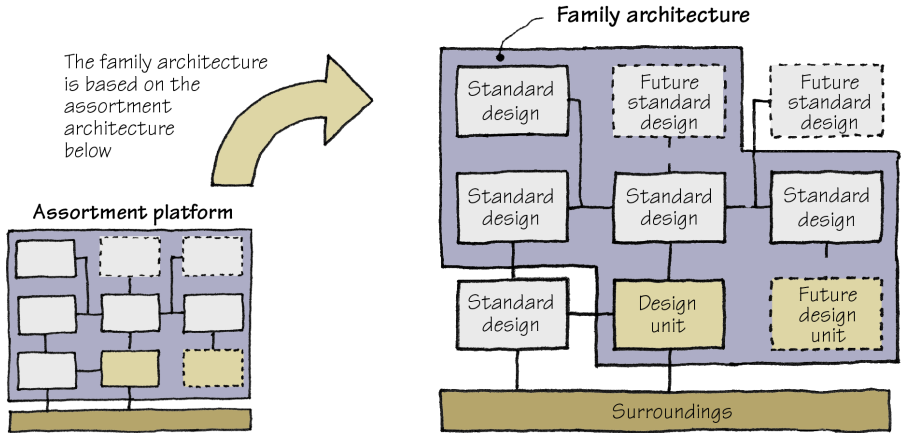 Family architecture
The family architecture
is based on the
assortment
architecture
below
Assortment platform
Standard
design
Future
standard
design
Future
standard
design
Standard
design
Standard
design
Standard
design
Standard
design
Design
unit
Future
design
unit
Surroundings